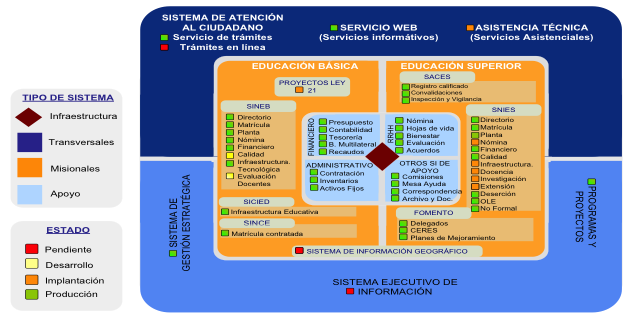 TIPO DE SISTEMA
Infraestructura
Transversales
Misionales
Apoyo
ESTADO
Pendiente
Desarrollo
Implantación
Producción
SISTEMA DE ATENCIÓN
AL CIUDADANO
Servicio de trámites
Trámites en línea
SERVICIO WEB
(Servicios informátivos)
ASISTENCIA TÉCNICA
(Servicios Asistenciales)
EDUCACIÓN BÁSICA
PROYECTOS LEY
21
SINEB
Directorio
Matrícula
Planta
Nómina
Financiero
Calidad
Infraestructura.
Tecnológica
Evaluación
Docentes
SICIED
Infraestructura Educativa
SINCE
Matrícula contratada
FINANCIERO
Presupuesto
Contabilidad
Tesorería
B. Multilateral
Recaudos
ADMINISTRATIVO
Contratación
Inventarios
Activos Fijos
EDUCACIÓN SUPERIOR
SACES
Registro calificado
Convalidaciones
Inspección y Vigilancia
RRHH
Nómina
Hojas de vida
Bienestar
Evaluación
Acuerdos
OTROS SI DE
APOYO
Comisiones
Mesa Ayuda
Correspondencia
Archivo y Doc.
SNIES
Directorio
Matrícula
Planta
Nómina
Financiero
Calidad
Infraestructura.
Docencia
Investigación
Extensión
Deserción
OLE
No Formal
FOMENTO
Delegados
CERES
Planes de Mejoramiento
SISTEMA DE INFORMACIÓN GEOGRÁFICO
SISTEMA DE
GESTIÓN ESTRATÉGICA
PROGRAMAS Y
PROYECTOS
SISTEMA EJECUTIVO DE
INFORMACIÓN